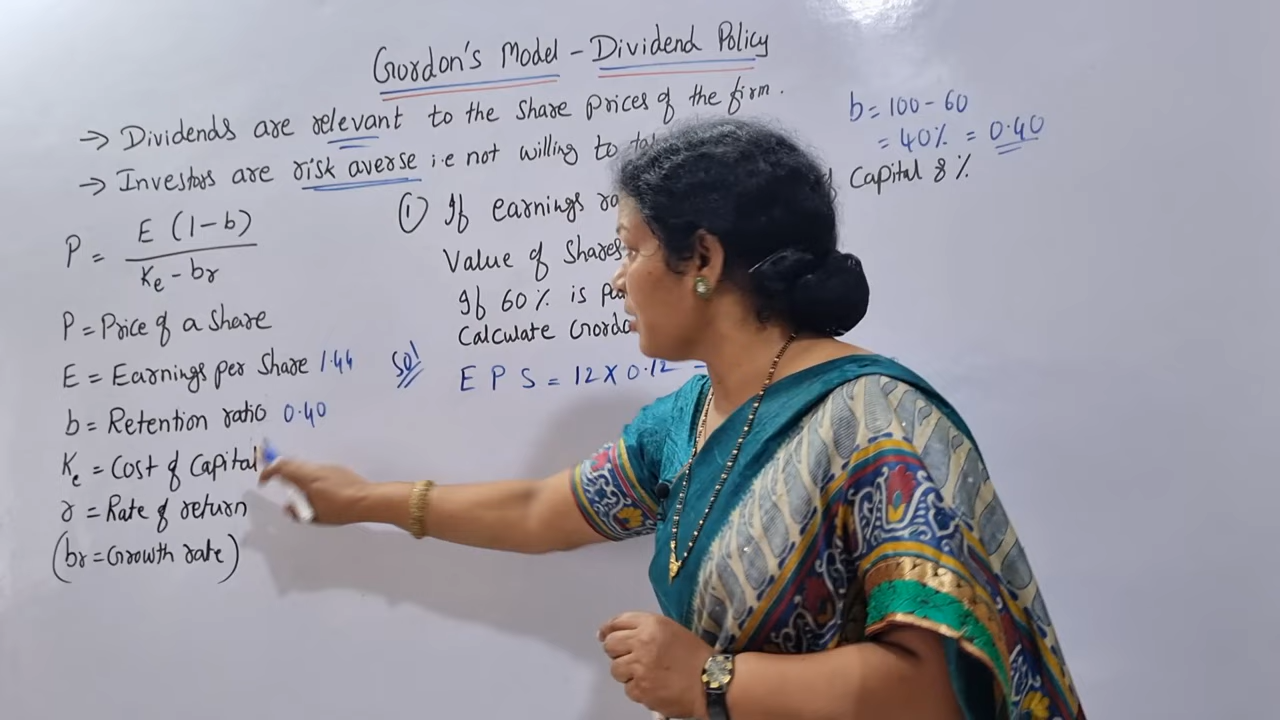 Gordon's Model - Dividend Policy
→ Dividends are relevant to the share prices of the firm.
→ Investors are risk averse i.e not willing to
P = E (1-b)
Ke - br
P = Price of a share
E = Earnings per share 1.44
b = Retention ratio 0.40
Ke = Cost of Capital
r = Rate of return
(br = Growth rate)
b = 100 - 60
= 40% = 0.40
① If earnings Capital 8%
Value of Shares
If 60% is
Calculate
Sol
E P S = 12 X 0.12 =